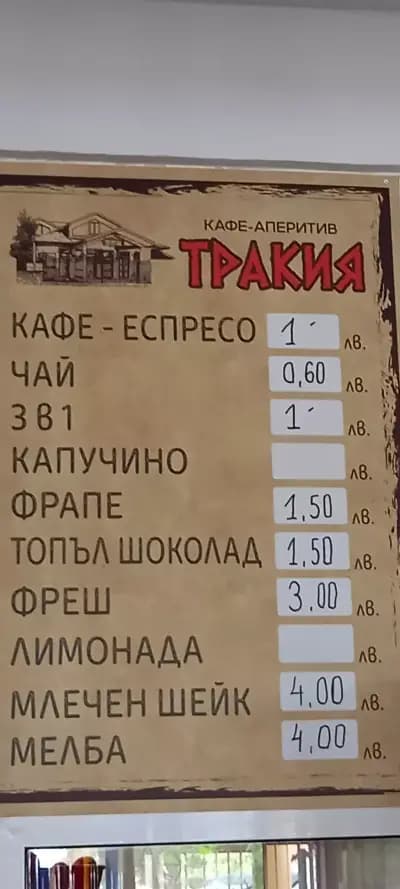 КАФЕ-АПЕРИТИВ
ТРАКИЯ
КАФЕ - ЕСПРЕСО 1  лв.
ЧАЙ 0,60 лв.
3 В 1 1 лв.
КАПУЧИНО лв.
ФРАПЕ 1,50 лв.
ТОПЪЛ ШОКОЛАД 1,50 лв.
ФРЕШ 3.00 лв.
ЛИМОНАДА лв.
МЛЕЧЕН ШЕЙК 4,00 лв.
МЕЛБА 4,00 лв.